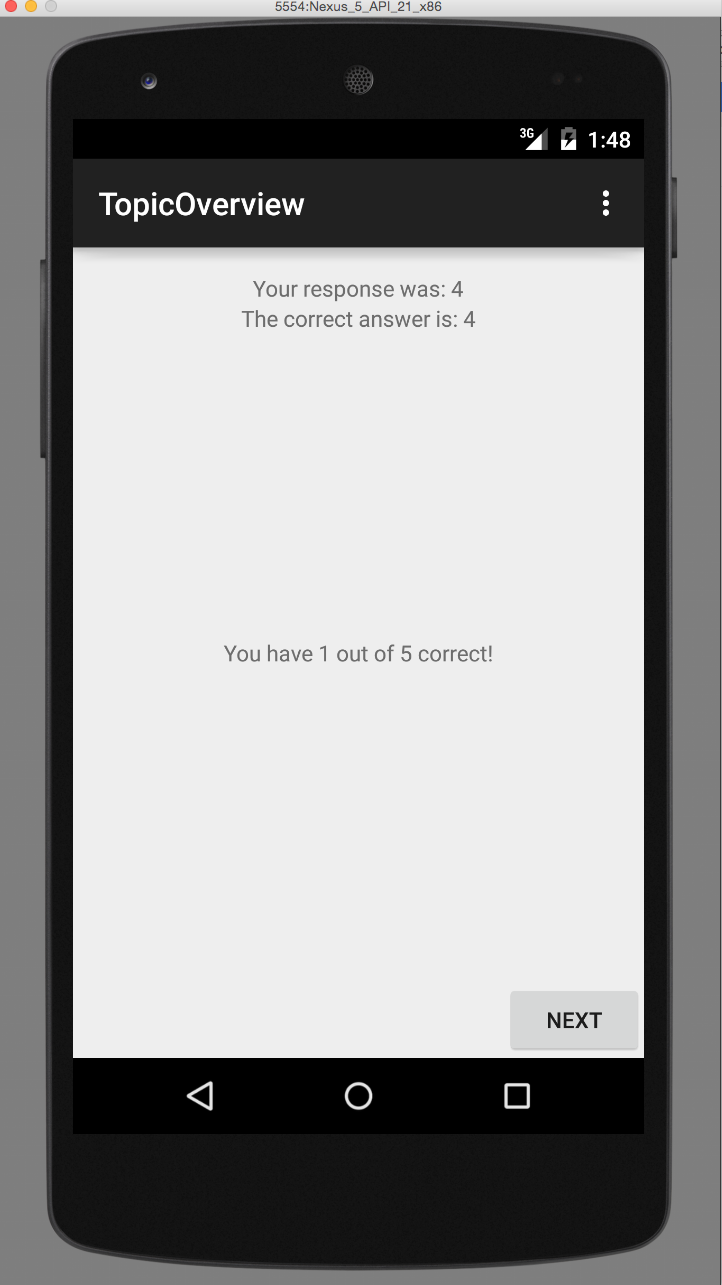 5554:Nexus_5_API_21_x86
3G 1:48
TopicOverview
Your response was: 4
The correct answer is: 4
You have 1 out of 5 correct!
NEXT